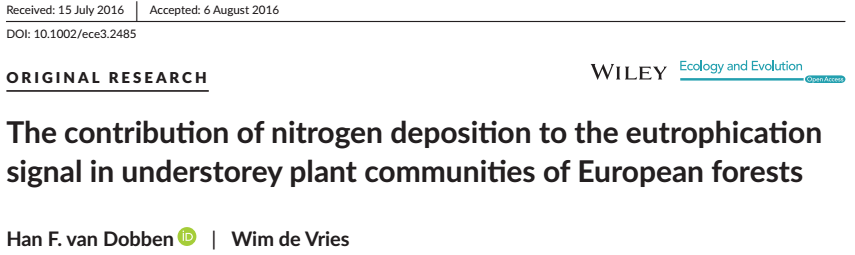 Received: 15 July 2016 | Accepted: 6 August 2016
DOI: 10.1002/ece3.2485
ORIGINAL RESEARCH
WILEY Ecology and Evolution
Open Access
The contribution of nitrogen deposition to the eutrophication
signal in understorey plant communities of European forests
Han F. van Dobben iD | Wim de Vries